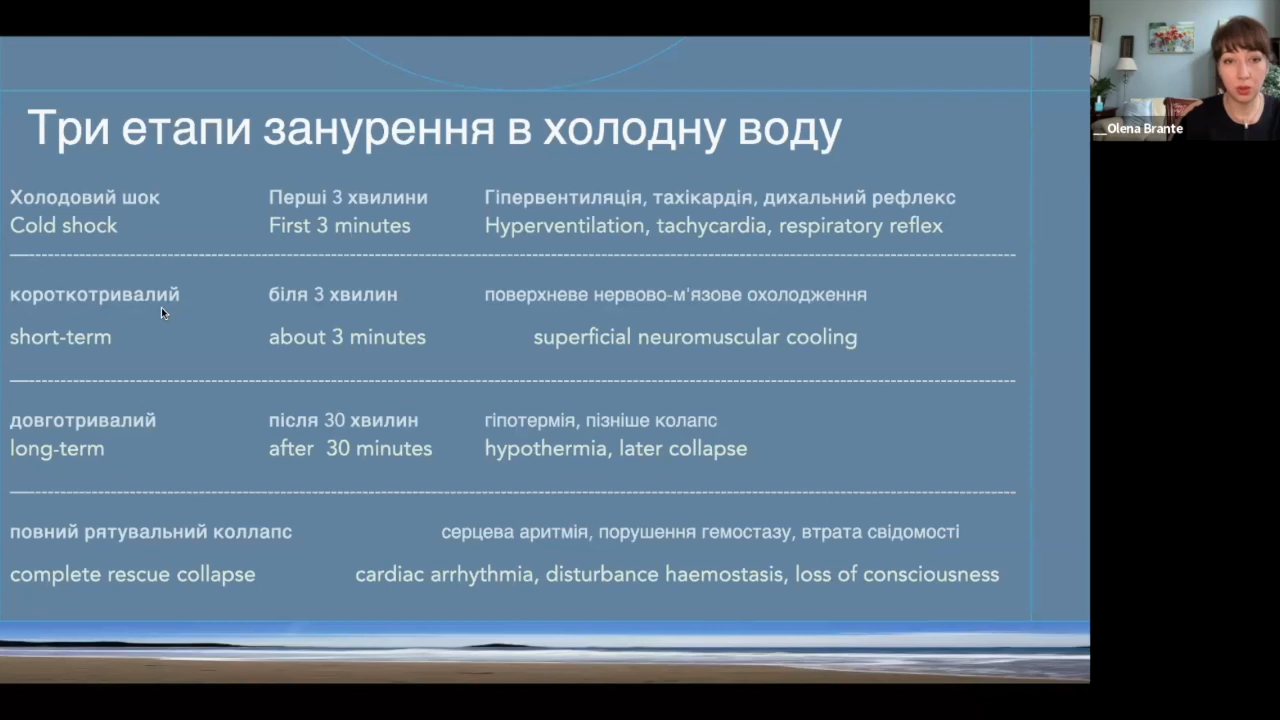 Три етапи занурення в холодну воду
Холодовий шок Перші 3 хвилини Гіпервентиляція, тахікардія, дихальний рефлекс
Cold shock First 3 minutes Hyperventilation, tachycardia, respiratory reflex
короткотривалий біля 3 хвилин поверхневе нервово-м'язове охолодження
short-term about 3 minutes superficial neuromuscular cooling
довготривалий після 30 хвилин гіпотермія, пізніше колапс
long-term after 30 minutes hypothermia, later collapse
повний рятувальний коллапс серцева аритмія, порушення гемостазу, втрата свідомості
complete rescue collapse cardiac arrhythmia, disturbance haemostasis, loss of consciousness
__Olena Brante